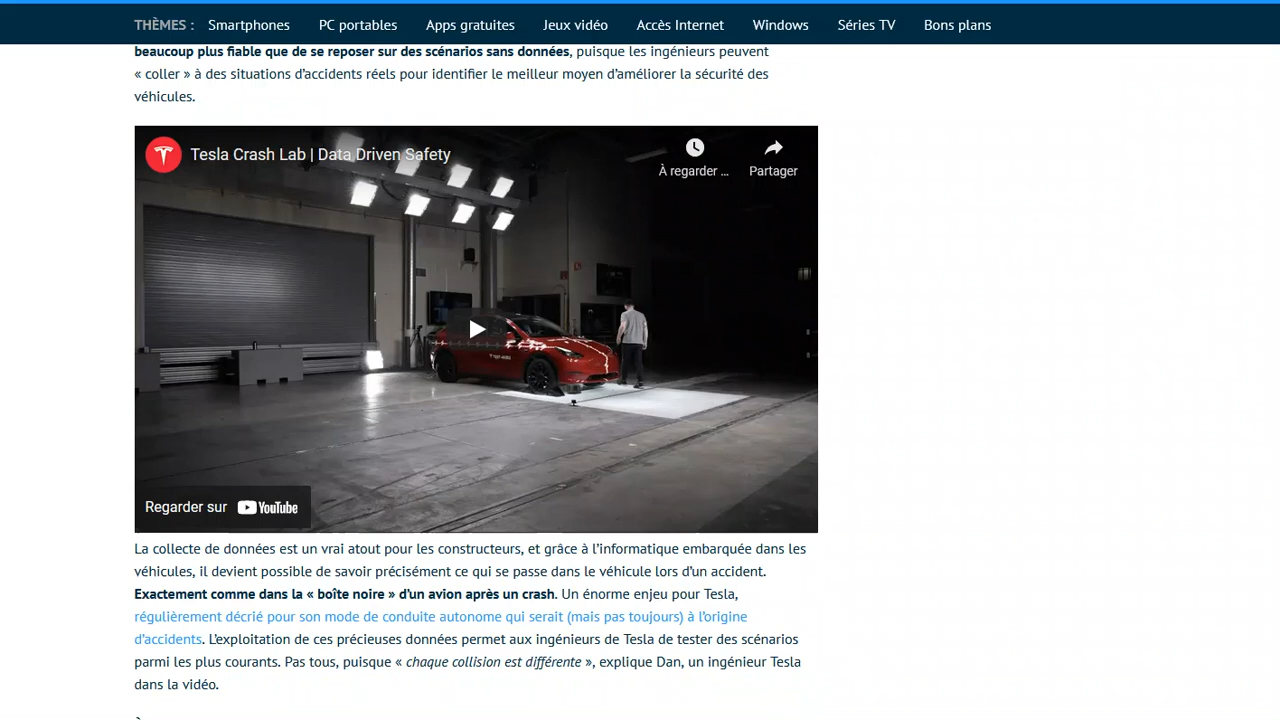 THÈMES : Smartphones PC portables Apps gratuites Jeux vidéo Accès Internet Windows Séries TV Bons plans
beaucoup plus fiable que de se reposer sur des scénarios sans données, puisque les ingénieurs peuvent
« coller » à des situations d’accidents réels pour identifier le meilleur moyen d’améliorer la sécurité des
véhicules.
Tesla Crash Lab | Data Driven Safety
À regarder ... Partager
Regarder sur YouTube
La collecte de données est un vrai atout pour les constructeurs, et grâce à l’informatique embarquée dans les
véhicules, il devient possible de savoir précisément ce qui se passe dans le véhicule lors d’un accident.
Exactement comme dans la « boîte noire » d’un avion après un crash. Un énorme enjeu pour Tesla,
régulièrement décrié pour son mode de conduite autonome qui serait (mais pas toujours) à l’origine
d’accidents. L’exploitation de ces précieuses données permet aux ingénieurs de Tesla de tester des scénarios
parmi les plus courants. Pas tous, puisque « chaque collision est différente », explique Dan, un ingénieur Tesla
dans la vidéo.